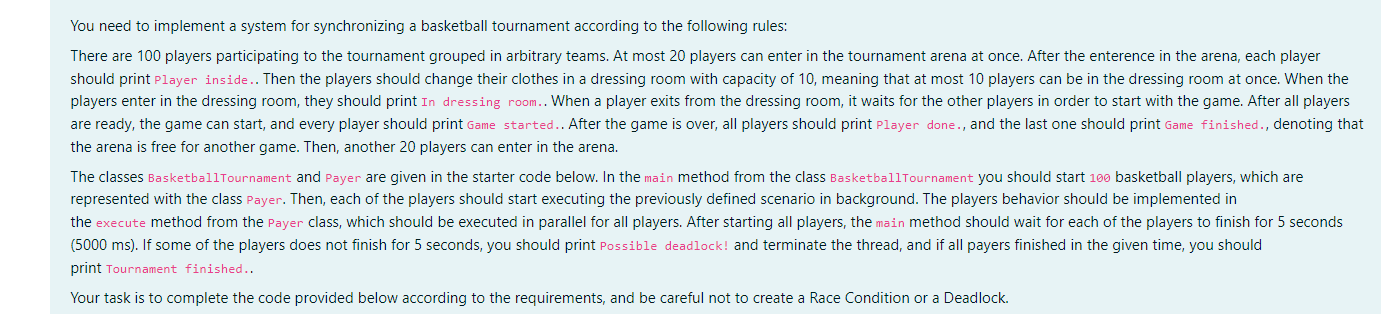 You need to implement a system for synchronizing a basketball tournament according to the following rules:
There are 100 players participating to the tournament grouped in arbitrary teams. At most 20 players can enter in the tournament arena at once. After the enterence in the arena, each player
should print Player inside.. Then the players should change their clothes in a dressing room with capacity of 10, meaning that at most 10 players can be in the dressing room at once. When the
players enter in the dressing room, they should print In dressing room.. When a player exits from the dressing room, it waits for the other players in order to start with the game. After all players
are ready, the game can start, and every player should print Game started.. After the game is over, all players should print Player done., and the last one should print Game finished., denoting that
the arena is free for another game. Then, another 20 players can enter in the arena.
The classes BasketballTournament and Payer are given in the starter code below. In the main method from the class BasketballTournament you should start 100 basketball players, which are
represented with the class Payer. Then, each of the players should start executing the previously defined scenario in background. The players behavior should be implemented in
the execute method from the Payer class, which should be executed in parallel for all players. After starting all players, the main method should wait for each of the players to finish for 5 seconds
(5000 ms). If some of the players does not finish for 5 seconds, you should print Possible deadlock! and terminate the thread, and if all payers finished in the given time, you should
print Tournament finished..
Your task is to complete the code provided below according to the requirements, and be careful not to create a Race Condition or a Deadlock.